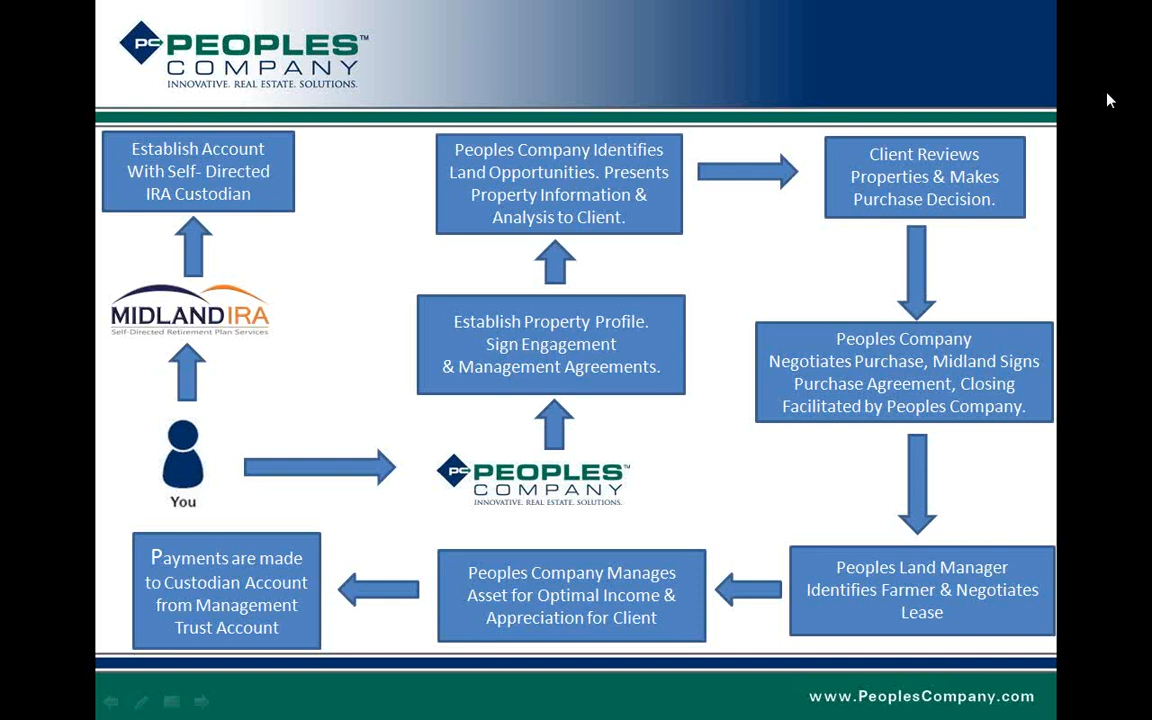 PC PEOPLES™
COMPANY
INNOVATIVE. REAL ESTATE. SOLUTIONS.
Establish Account
With Self- Directed
IRA Custodian
Peoples Company Identifies
Land Opportunities. Presents
Property Information &
Analysis to Client.
Client Reviews
Properties & Makes
Purchase Decision.
MIDLANDIRA
Self-Directed Retirement Plan Services
Establish Property Profile.
Sign Engagement
& Management Agreements.
Peoples Company
Negotiates Purchase, Midland Signs
Purchase Agreement, Closing
Facilitated by Peoples Company.
You
PC PEOPLES™
COMPANY
INNOVATIVE. REAL ESTATE. SOLUTIONS.
Payments are made
to Custodian Account
from Management
Trust Account
Peoples Company Manages
Asset for Optimal Income &
Appreciation for Client
Peoples Land Manager
Identifies Farmer & Negotiates
Lease
www.PeoplesCompany.com